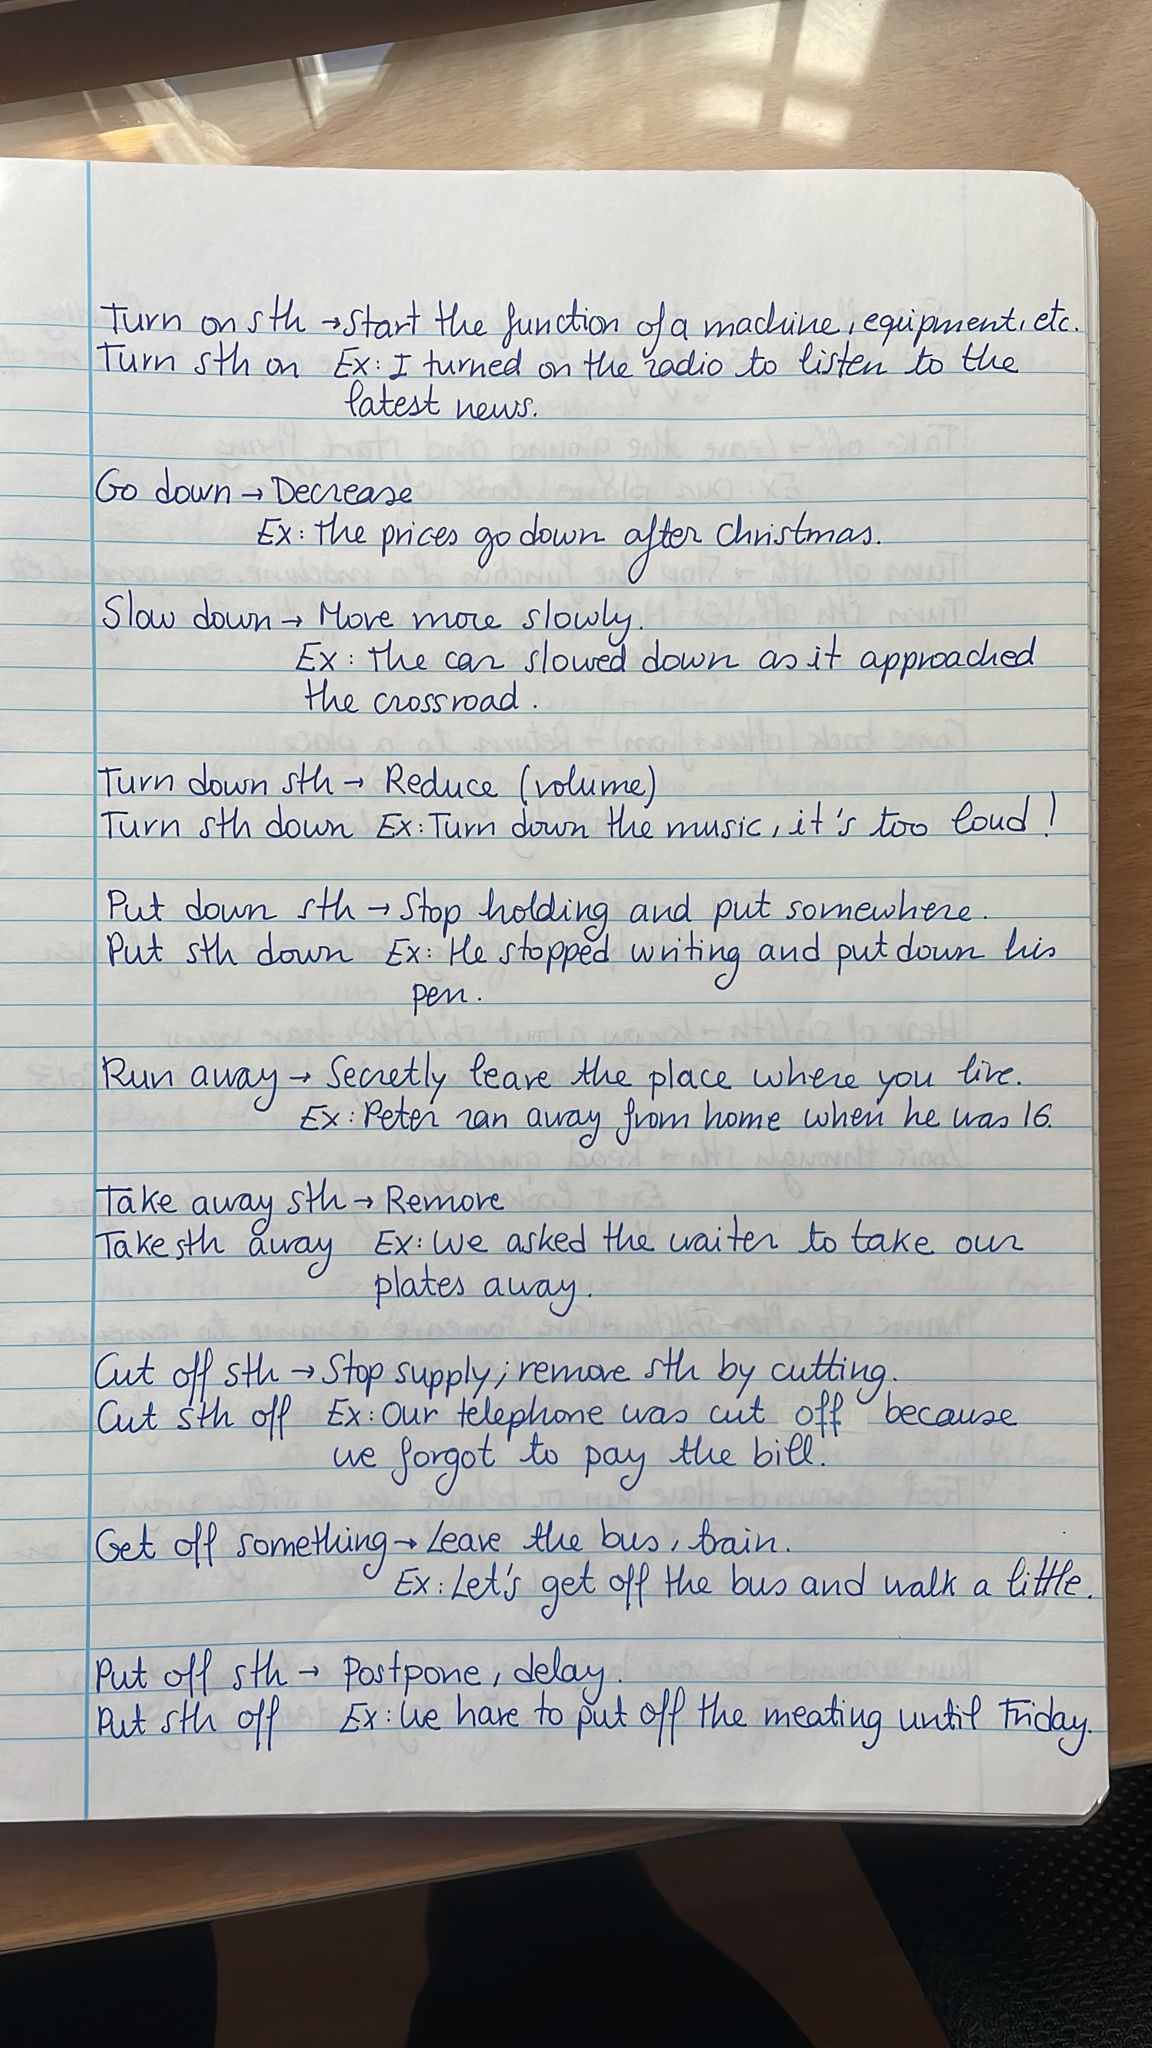 Turn on sth → Start the function of a machine, equipment, etc.
Turn sth on Ex: I turned on the radio to listen to the
latest news.
Go down → Decrease
Ex: The prices go down after Christmas.
Slow down → Move more slowly.
Ex: The car slowed down as it approached
the crossroad.
Turn down sth → Reduce (volume)
Turn sth down Ex: Turn down the music, it's too loud!
Put down sth → Stop holding and put somewhere.
Put sth down Ex: He stopped writing and put down his
pen.
Run away → Secretly leave the place where you live.
Ex: Peter ran away from home when he was 16.
Take away sth → Remove
Take sth away Ex: We asked the waiter to take our
plates away.
Cut off sth → Stop supply; remove sth by cutting.
Cut sth off Ex: Our telephone was cut off because
we forgot to pay the bill.
Get off something → Leave the bus, train.
Ex: Let's get off the bus and walk a little.
Put off sth → Postpone, delay.
Put sth off Ex: We have to put off the meating until Friday.